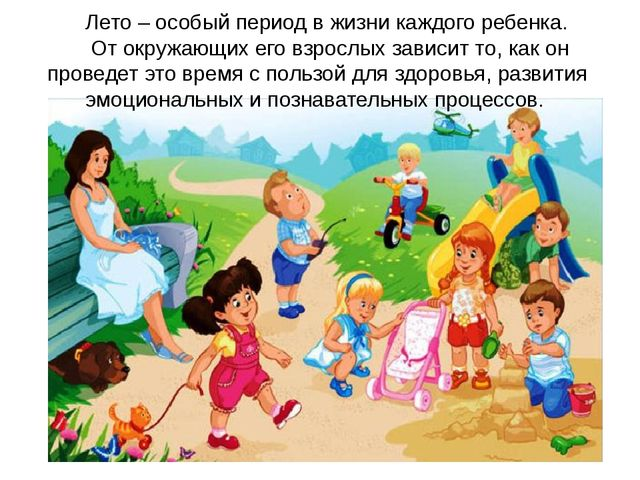 Лето – особый период в жизни каждого ребенка.
От окружающих его взрослых зависит то, как он
проведет это время с пользой для здоровья, развития
эмоциональных и познавательных процессов.